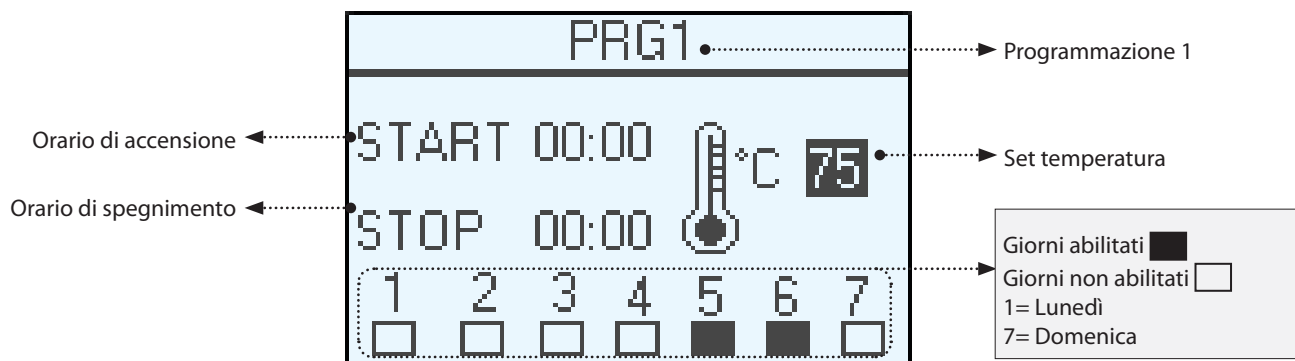 PRG1
Programmazione 1
Orario di accensione
START 00:00
°C 75
Set temperatura
Orario di spegnimento
STOP 00:00
1 2 3 4 5 6 7
Giorni abilitati
Giorni non abilitati
1= Lunedì
7= Domenica